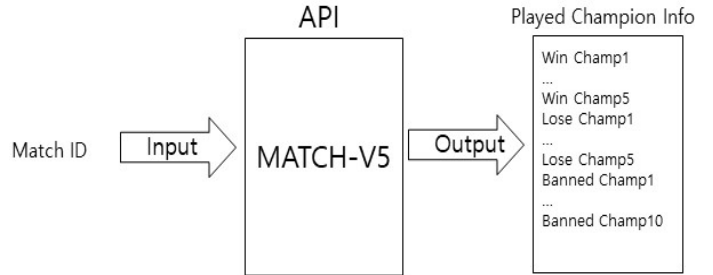 API
Played Champion Info
Match ID
Input
MATCH-V5
Output
Win Champ1
...
Win Champ5
Lose Champ1
...
Lose Champ5
Banned Champ1
...
Banned Champ10